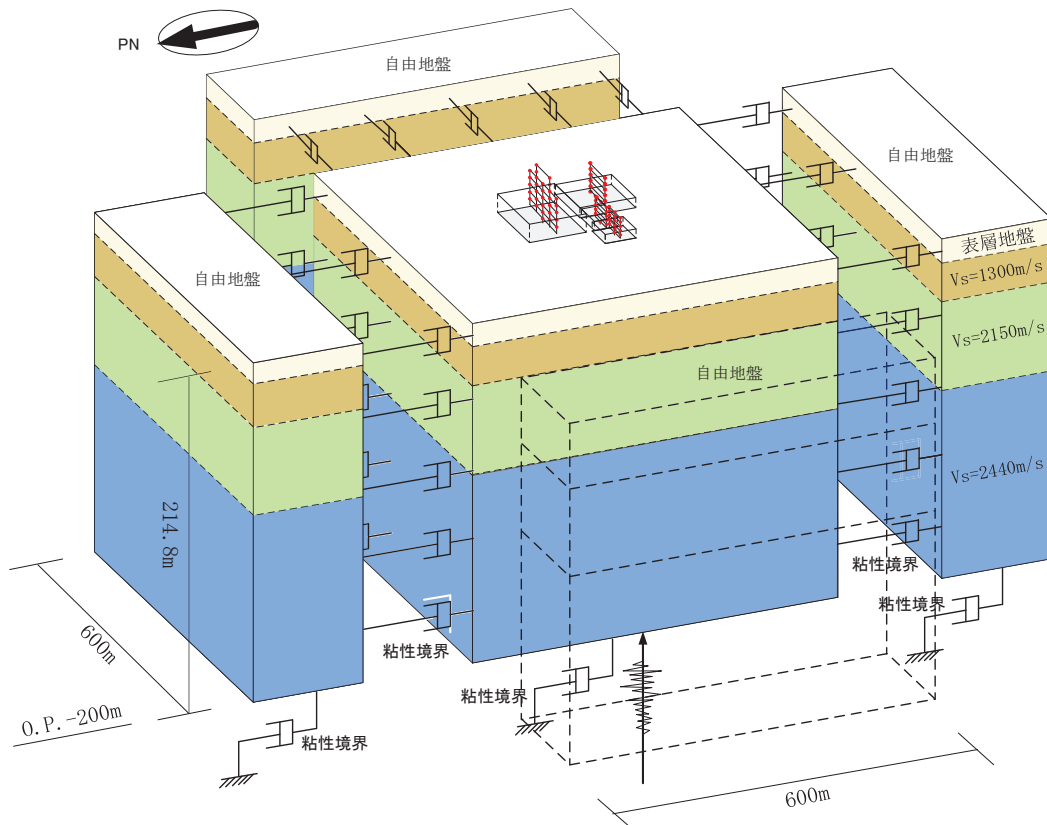 PN
自由地盤
自由地盤
自由地盤
表層地盤
Vs=1300m/s
Vs=2150m/s
自由地盤
Vs=2440m/s
214.8m
粘性境界
粘性境界
粘性境界
粘性境界
粘性境界
600m
O.P.-200m
600m